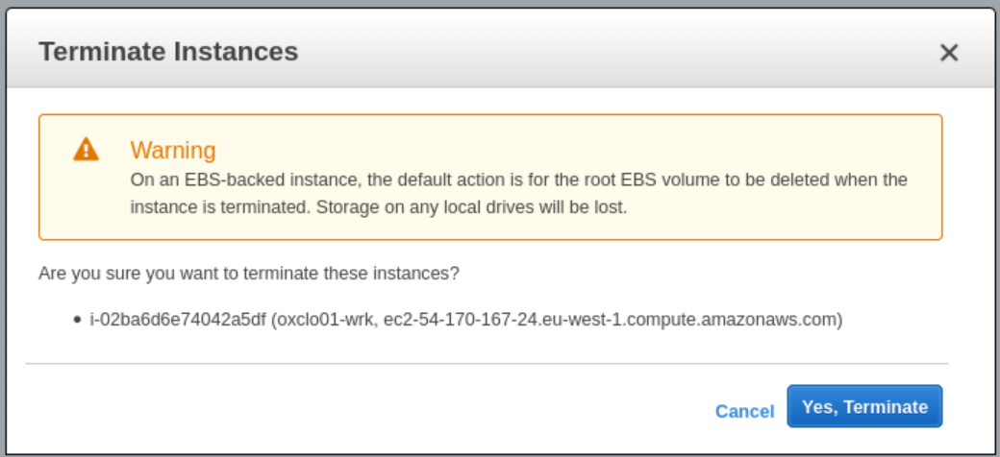 Terminate Instances
Warning
On an EBS-backed instance, the default action is for the root EBS volume to be deleted when the
instance is terminated. Storage on any local drives will be lost.
Are you sure you want to terminate these instances?
• i-02ba6d6e74042a5df (oxclo01-wrk, ec2-54-170-167-24.eu-west-1.compute.amazonaws.com)
Cancel
Yes, Terminate